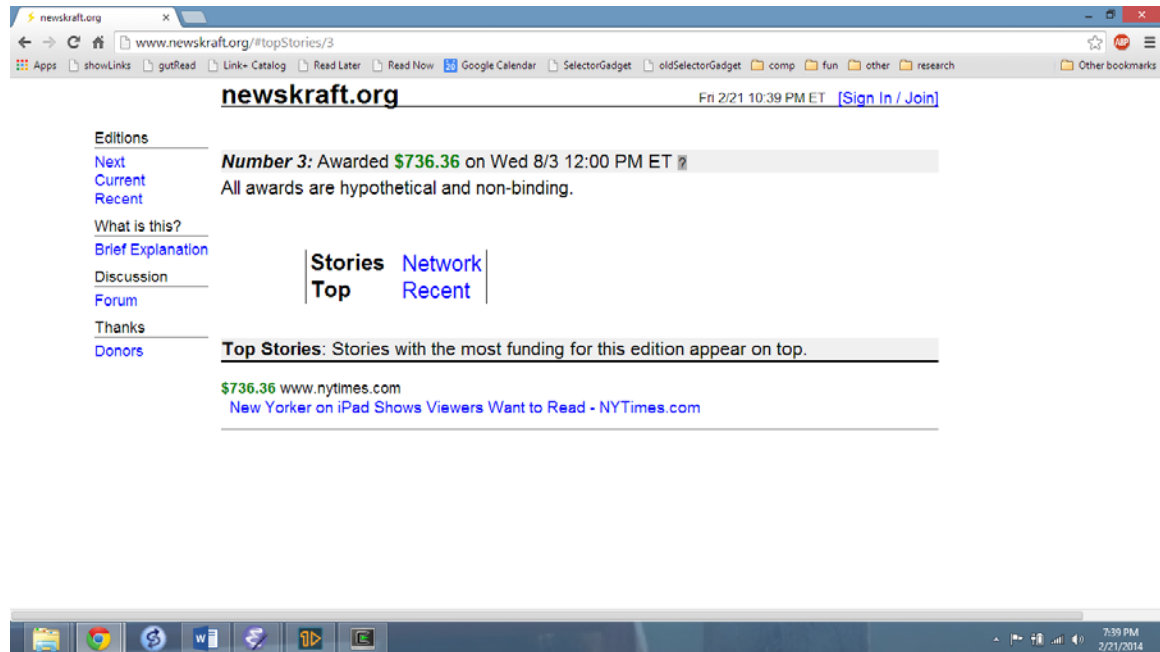 newskraft.org
www.newskraft.org/#topStories/3
ABP
Apps showLinks gutRead Link+ Catalog Read Later Read Now 20 Google Calendar SelectorGadget oldSelectorGadget comp fun other research Other bookmarks
newskraft.org Fri 2/21 10:39 PM ET [Sign In / Join]
Editions
Next
Current
Recent
What is this?
Brief Explanation
Discussion
Forum
Thanks
Donors
Number 3: Awarded $736.36 on Wed 8/3 12:00 PM ET ?
All awards are hypothetical and non-binding.
Stories Network
Top Recent
Top Stories: Stories with the most funding for this edition appear on top.
$736.36 www.nytimes.com
New Yorker on iPad Shows Viewers Want to Read - NYTimes.com
7:39 PM
2/21/2014